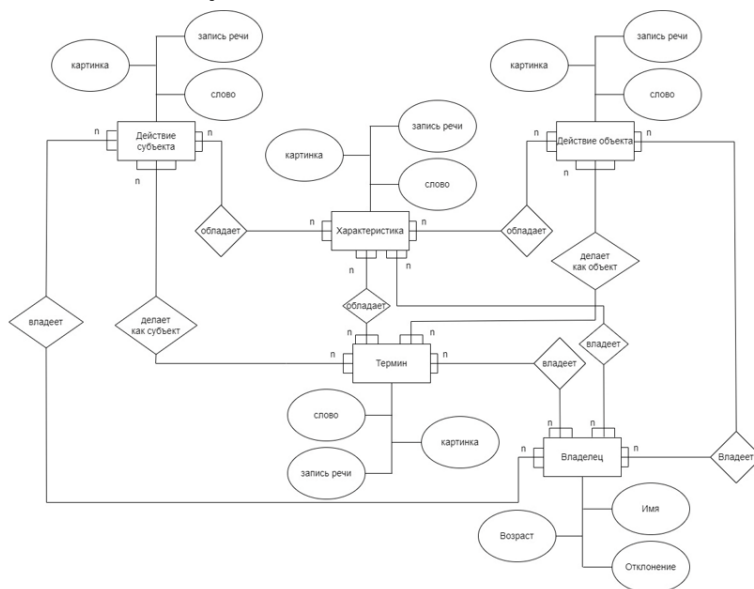 запись речи
запись речи
картинка
картинка
слово
слово
n
n
n
n
Действие
субъекта
Действие объекта
запись речи
картинка
n
n
слово
обладает
n
Характеристика
n
обладает
делает
как объект
n
n
обладает
владеет
делает
как субъект
n
n
владеет
n
Термин
n
владеет
слово
картинка
n
n
запись речи
n
Владелец
n
Владеет
Имя
Возраст
Отклонение